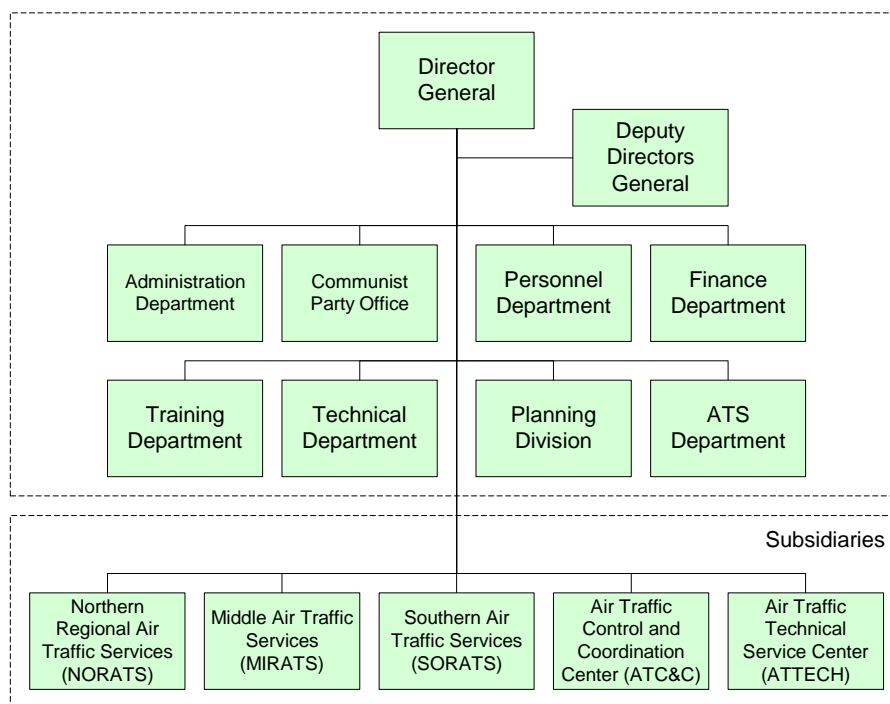 Director
General
Deputy
Directors
General
Administration
Department
Communist
Party Office
Personnel
Department
Finance
Department
Training
Department
Technical
Department
Planning
Division
ATS
Department
Subsidiaries
Northern
Regional Air
Traffic Services
(NORATS)
Middle Air Traffic
Services
(MIRATS)
Southern Air
Traffic Services
(SORATS)
Air Traffic
Control and
Coordination
Center (ATC&C)
Air Traffic
Technical
Service Center
(ATTECH)